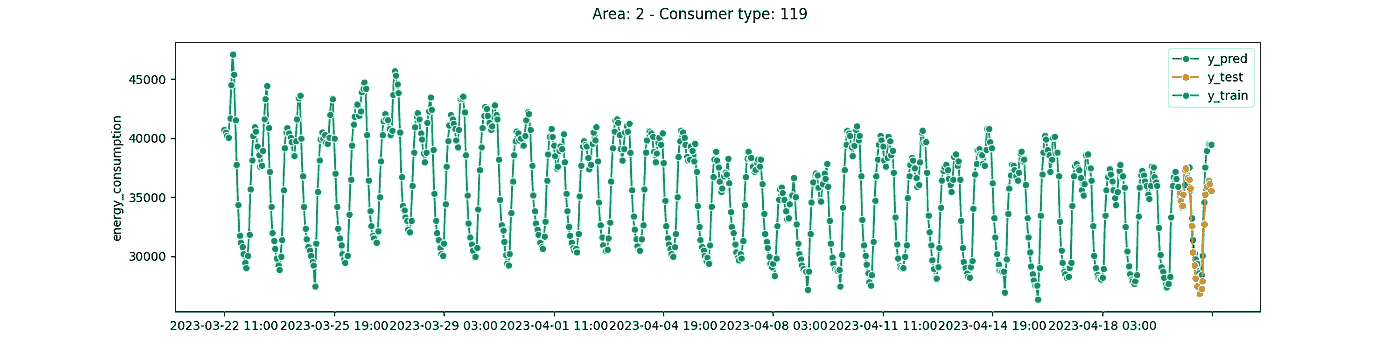 Area: 2 - Consumer type: 119
y_pred
y_test
y_train
energy_consumption
45000
40000
35000
30000
2023-03-22 11:00 2023-03-25 19:00 2023-03-29 03:00 2023-04-01 11:00 2023-04-04 19:00 2023-04-08 03:00 2023-04-11 11:00 2023-04-14 19:00 2023-04-18 03:00